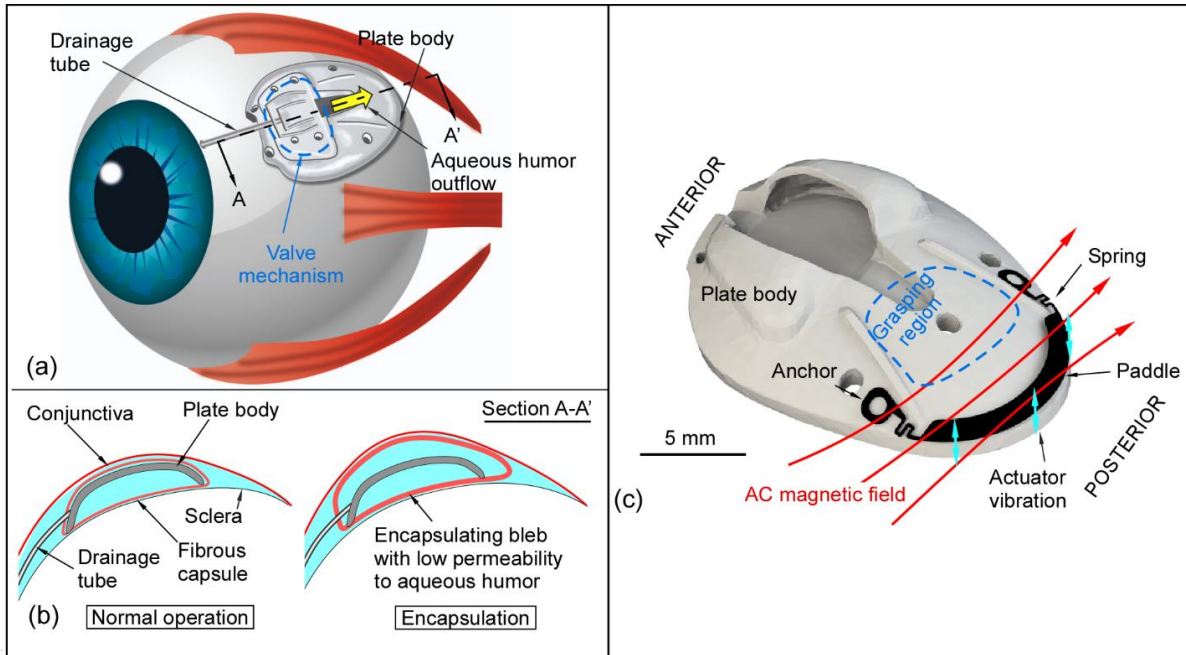 Drainage
tube
Plate body
A'
A
Aqueous humor
outflow
Valve
mechanism
(a)
Conjunctiva
Plate body
Section A-A’
Sclera
Drainage
tube
Fibrous
capsule
Encapsulating bleb
with low permeability
to aqueous humor
(b)
Normal operation
Encapsulation
ANTERIOR
Spring
Plate body
Grasping
region
Anchor
Paddle
5 mm
POSTERIOR
Actuator
vibration
AC magnetic field
(c)